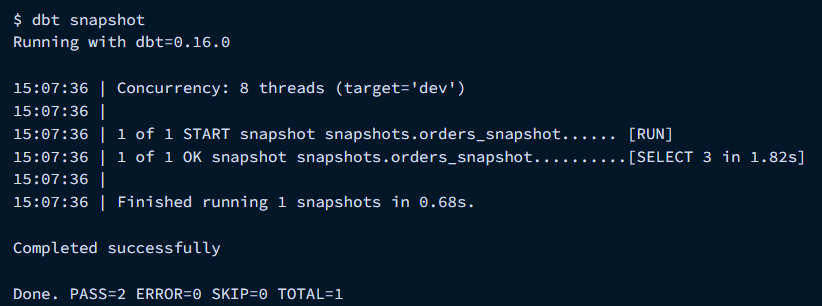 $ dbt snapshot
Running with dbt=0.16.0
15:07:36 | Concurrency: 8 threads (target='dev')
15:07:36 |
15:07:36 | 1 of 1 START snapshot snapshots.orders_snapshot...... [RUN]
15:07:36 | 1 of 1 OK snapshot snapshots.orders_snapshot..........[SELECT 3 in 1.82s]
15:07:36 |
15:07:36 | Finished running 1 snapshots in 0.68s.
Completed successfully
Done. PASS=2 ERROR=0 SKIP=0 TOTAL=1